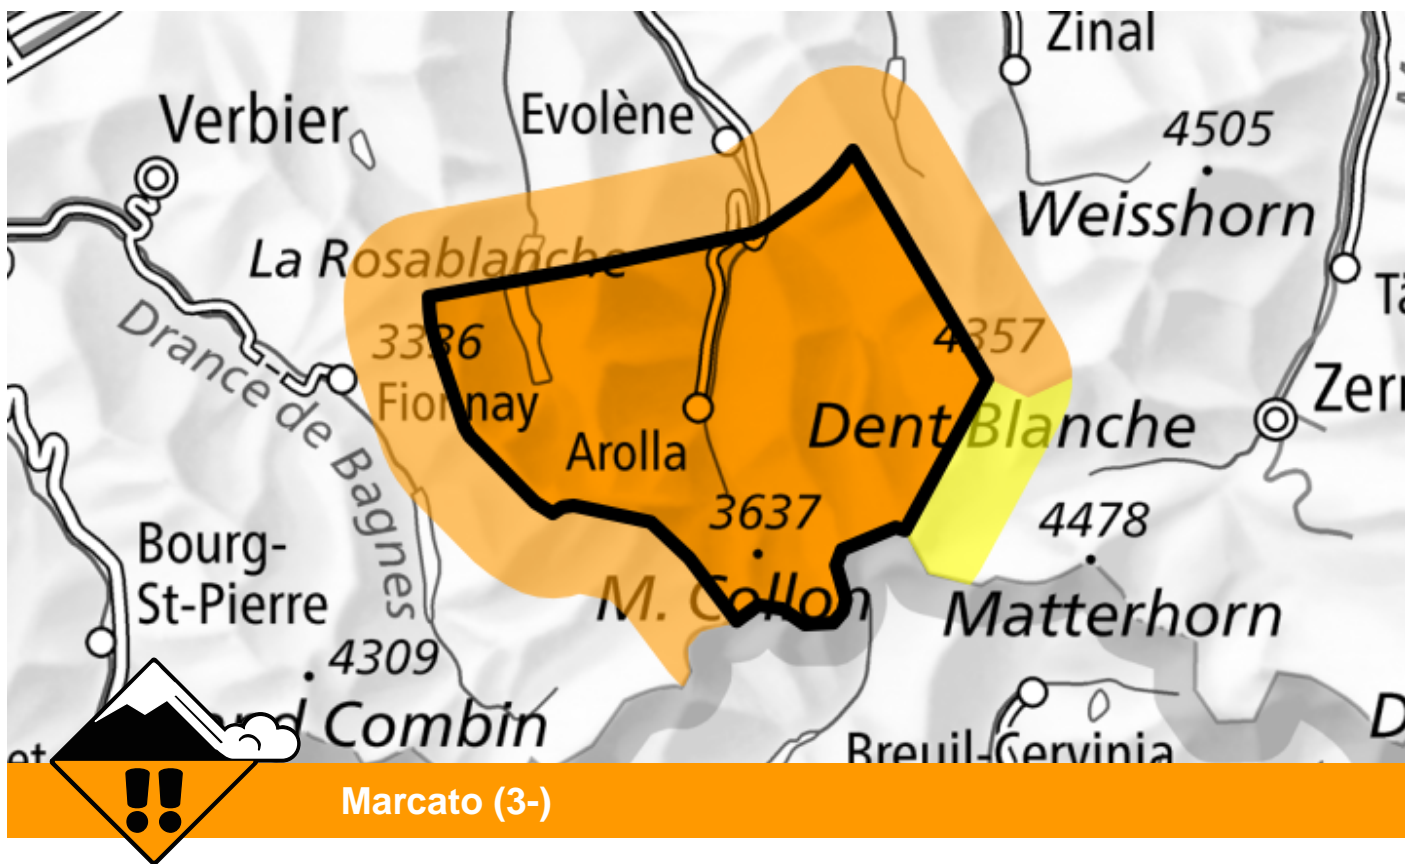 Zinal
Verbier
Evolène
4505
Weisshorn
La Rosablanche
3336
4357
Drance de Bagnes
Fionnay
Dent Blanche
Arolla
3637
4478
Bourg-
St-Pierre
M. Collon
Matterhorn
4309
Combin
Breuil-Cervinia
Marcato (3-)